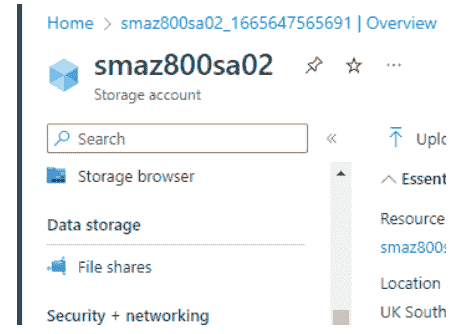 Home > smaz800sa02_1665647565691 | Overview
smaz800sa02
Storage account
Search
Storage browser
Data storage
File shares
Security + networking
Uplo
Essent
Resource
smaz800s
Location
UK South